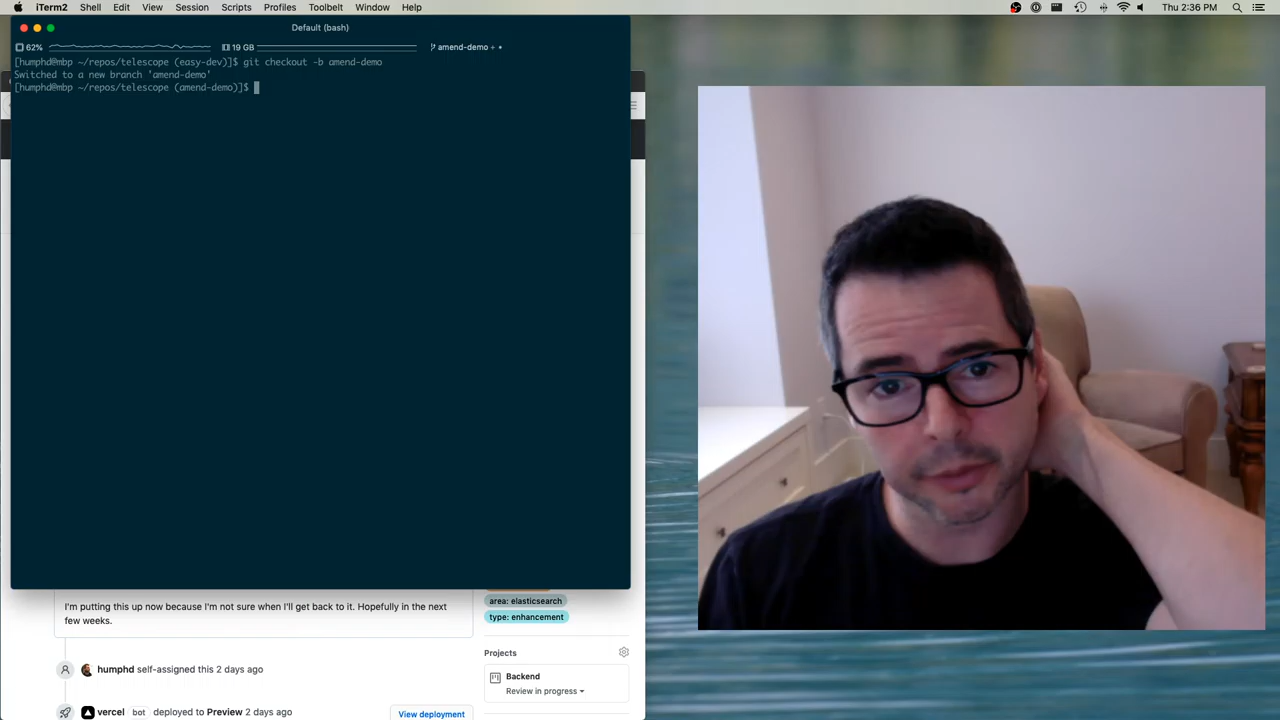 iTerm2 Shell Edit View Session Scripts Profiles Toolbelt Window Help Thu 2:36 PM
Default (bash)
62% 19 GB amend-demo + •
[humphd@mbp ~/repos/telescope (easy-dev)]$ git checkout -b amend-demo
Switched to a new branch 'amend-demo'
[humphd@mbp ~/repos/telescope (amend-demo)]$
area: elasticsearch
I'm putting this up now because I'm not sure when I'll get back to it. Hopefully in the next
few weeks.
type: enhancement
Projects
humphd self-assigned this 2 days ago
Backend
Review in progress
vercel bot deployed to Preview 2 days ago
View deployment